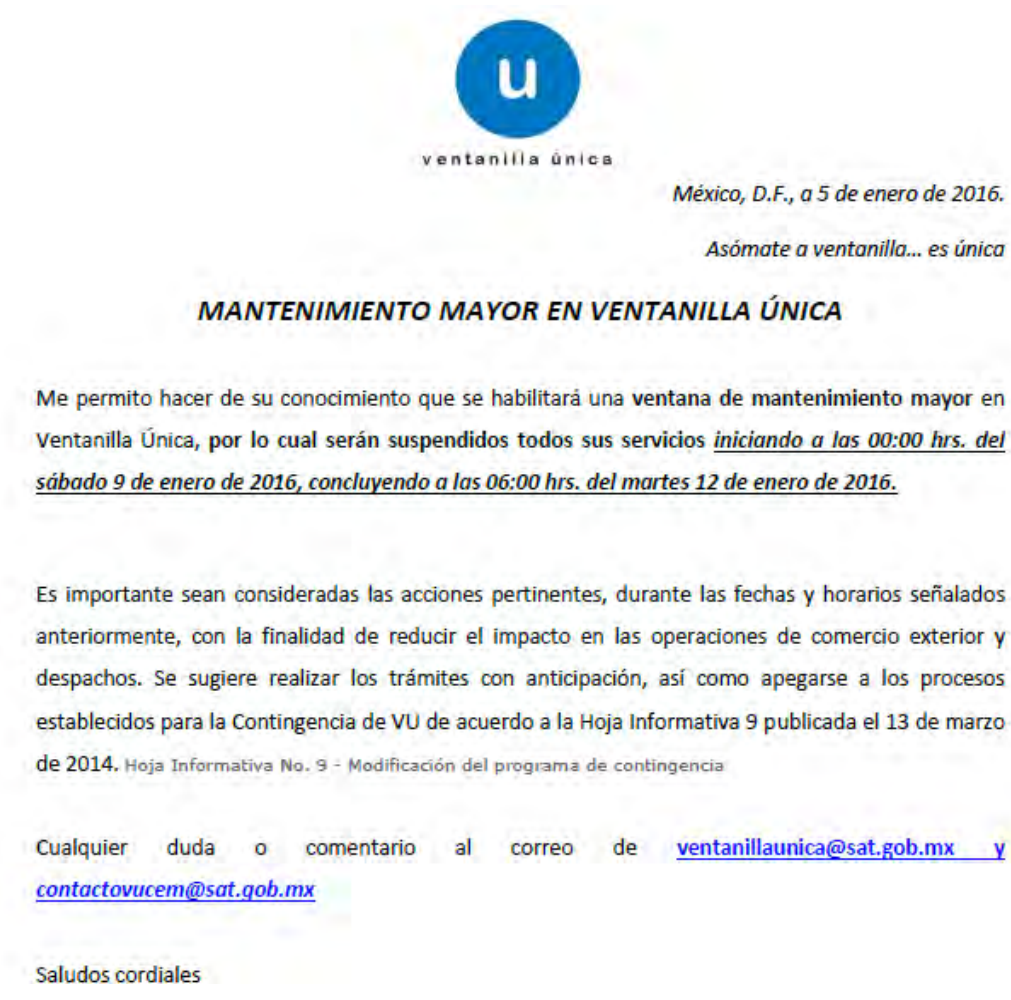 u
ventanilla única
México, D.F., a 5 de enero de 2016.
Asómate a ventanilla... es única
MANTENIMIENTO MAYOR EN VENTANILLA ÚNICA
Me permito hacer de su conocimiento que se habilitará una ventana de mantenimiento mayor en
Ventanilla Única, por lo cual serán suspendidos todos sus servicios iniciando a las 00:00 hrs. del
sábado 9 de enero de 2016, concluyendo a las 06:00 hrs. del martes 12 de enero de 2016.
Es importante sean consideradas las acciones pertinentes, durante las fechas y horarios señalados
anteriormente, con la finalidad de reducir el impacto en las operaciones de comercio exterior y
despachos. Se sugiere realizar los trámites con anticipación, así como apegarse a los procesos
establecidos para la Contingencia de VU de acuerdo a la Hoja Informativa 9 publicada el 13 de marzo
de 2014. Hoja Informativa No. 9 - Modificación del programa de contingencia
Cualquier duda o comentario al correo de ventanillaunica@sat.gob.mx y
contactovucem@sat.gob.mx
Saludos cordiales